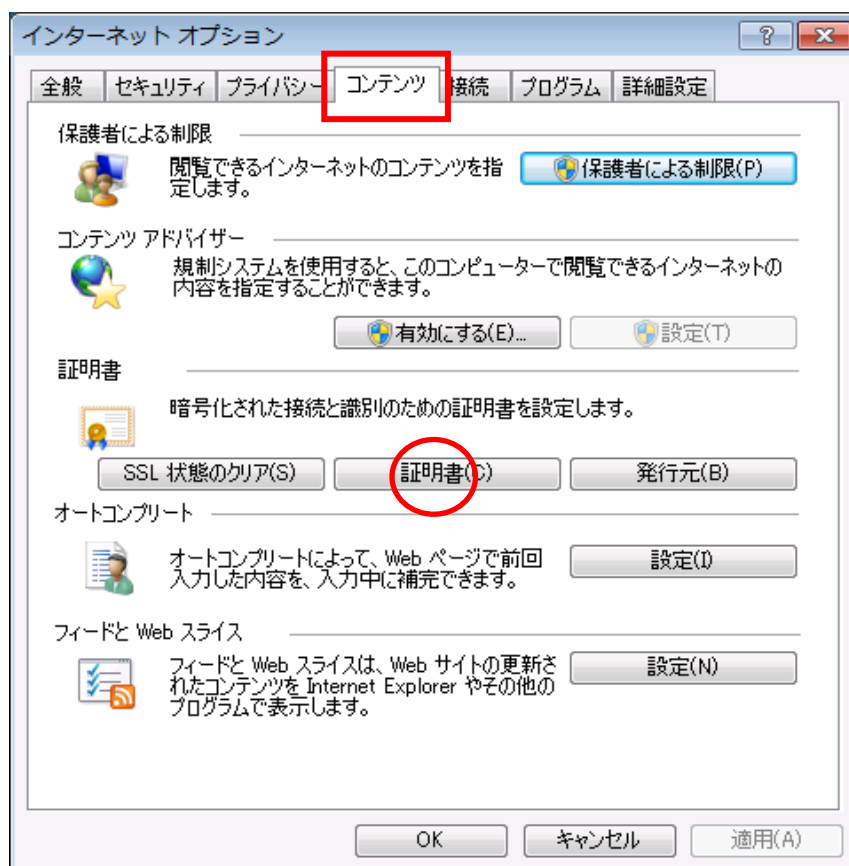 インターネット オプション
全般 セキュリティ プライバシー コンテンツ 接続 プログラム 詳細設定
保護者による制限
閲覧できるインターネットのコンテンツを指
定します。
保護者による制限(P)
コンテンツ アドバイザー
規制システムを使用すると、このコンピューターで閲覧できるインターネットの
内容を指定することができます。
有効にする(E)... 設定(T)
証明書
暗号化された接続と識別のための証明書を設定します。
SSL 状態のクリア(S) 証明書(C) 発行元(B)
オートコンプリート
オートコンプリートによって、Web ページで前回
入力した内容を、入力中に補完できます。
設定(I)
フィードと Web スライス
フィードと Web スライスは、Web サイトの更新さ
れたコンテンツを Internet Explorer やその他の
プログラムで表示します。
設定(N)
OK キャンセル 適用(A)